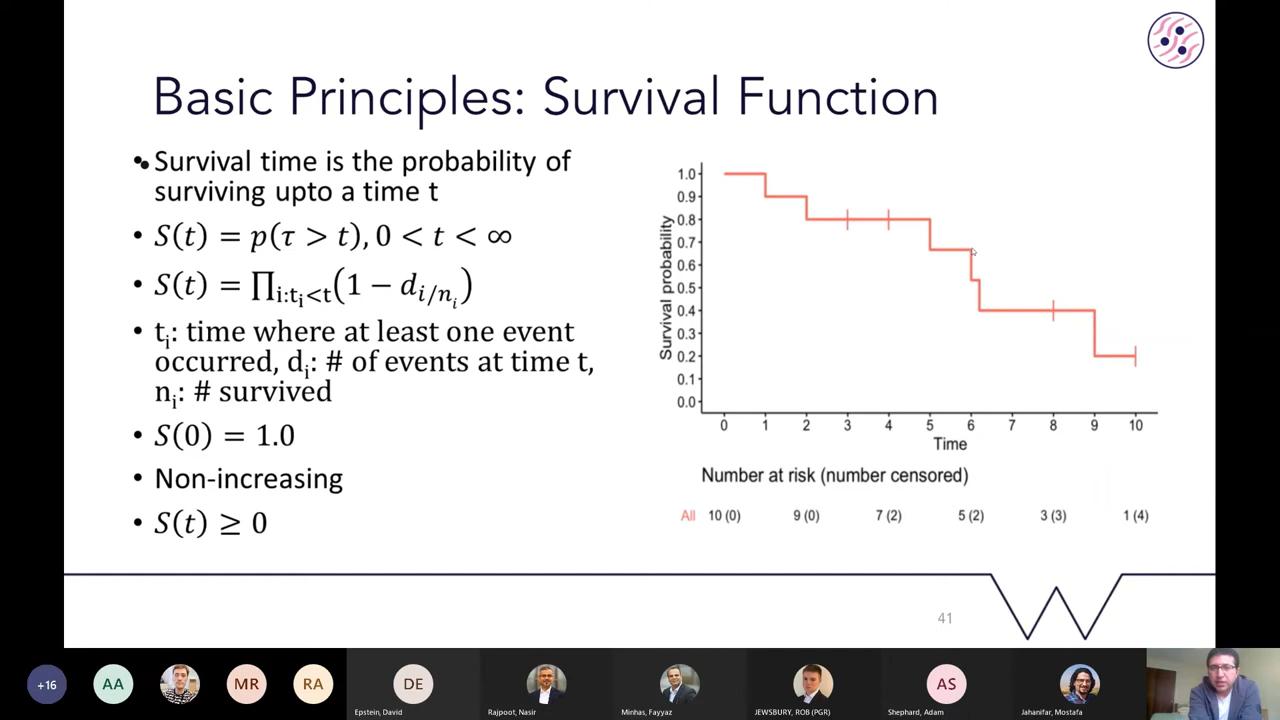 Basic Principles: Survival Function
• Survival time is the probability of
surviving upto a time t
• S(t) = p(τ > t), 0 < t < ∞
• S(t) = ∏i:ti<t(1 − di/ni)
• ti: time where at least one event
occurred, di: # of events at time t,
ni: # survived
• S(0) = 1.0
• Non-increasing
• S(t) ≥ 0
Survival probability
1.0
0.9
0.8
0.7
0.6
0.5
0.4
0.3
0.2
0.1
0.0
0 1 2 3 4 5 6 7 8 9 10
Time
Number at risk (number censored)
All 10 (0) 9 (0) 7 (2) 5 (2) 3 (3) 1 (4)
41
+16 AA MR RA DE AS
Epstein, David Rajpoot, Nasir Minhas, Fayyaz JEWSBURY, ROB (PGR) Shephard, Adam Jahanifar, Mostafa